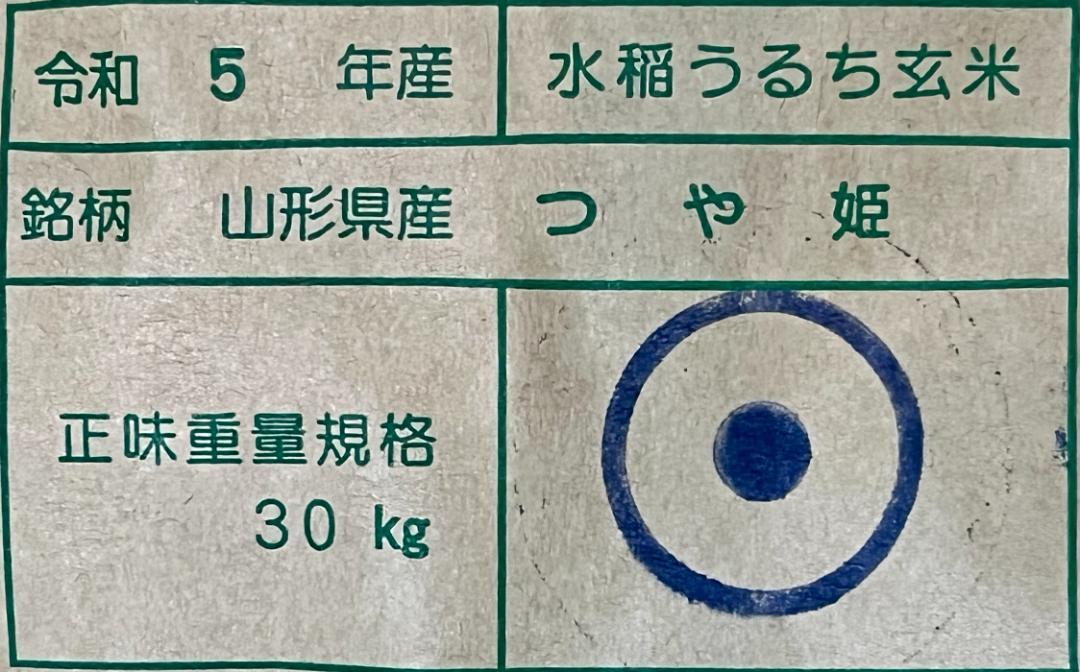 令和 5 年産 水稲うるち玄米
銘柄 山形県産 つや姫
正味重量規格
30 kg